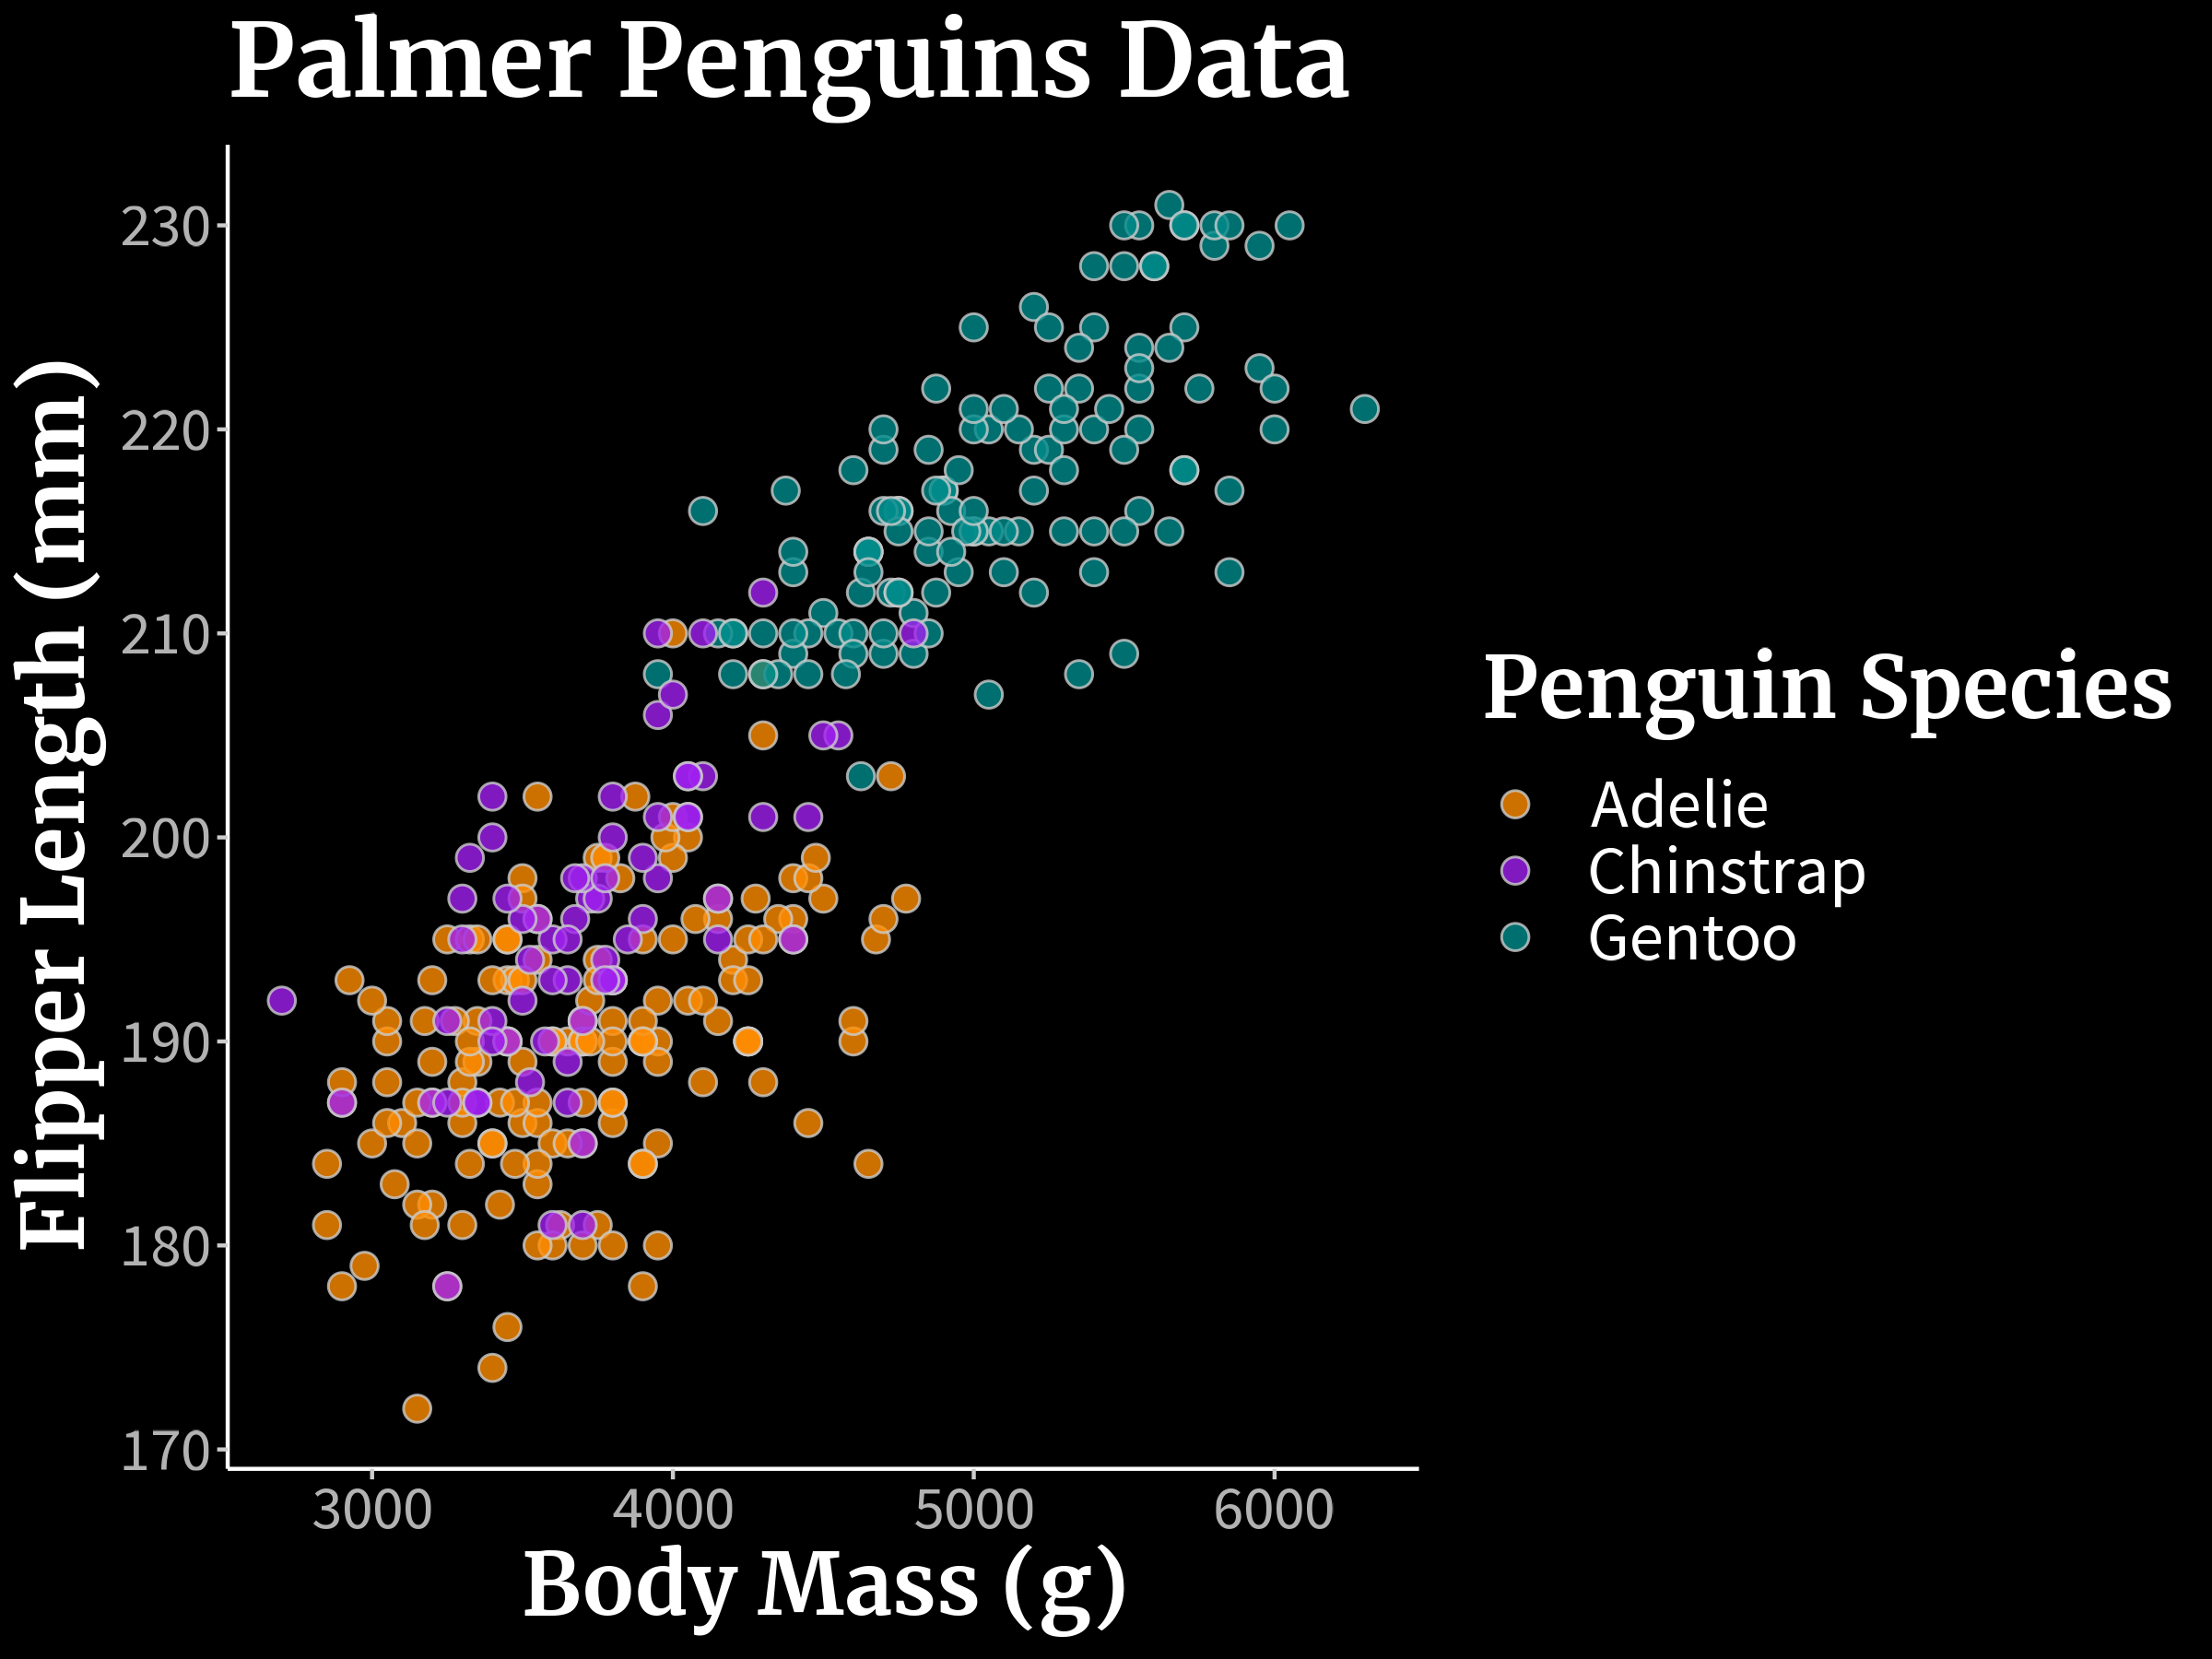 Palmer Penguins Data
Flipper Length (mm)
230
220
210
200
190
180
170
3000 4000 5000 6000
Body Mass (g)
Penguin Species
Adelie
Chinstrap
Gentoo